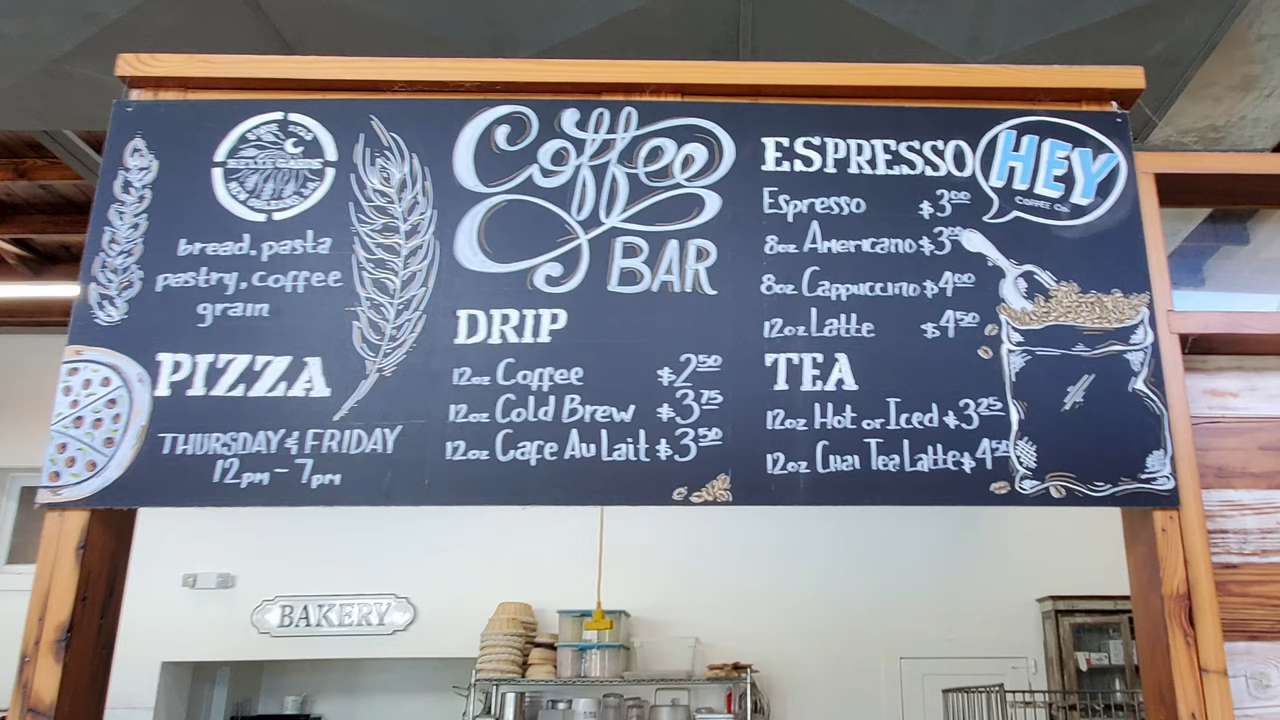 bread, pasta
pastry, coffee
grain
PIZZA
THURSDAY & FRIDAY
12pm - 7pm
Coffee
BAR
DRIP
12oz Coffee $2.50
12oz Cold Brew $3.75
12oz Cafe Au Lait $3.50
ESPRESSO
Espresso $3.00
8oz Americano $3.00
8oz Cappuccino $4.00
12oz Latte $4.50
TEA
12oz Hot or Iced $3.25
12oz Chai Tea Latte $4.50
HEY
COFFEE CO.
BAKERY